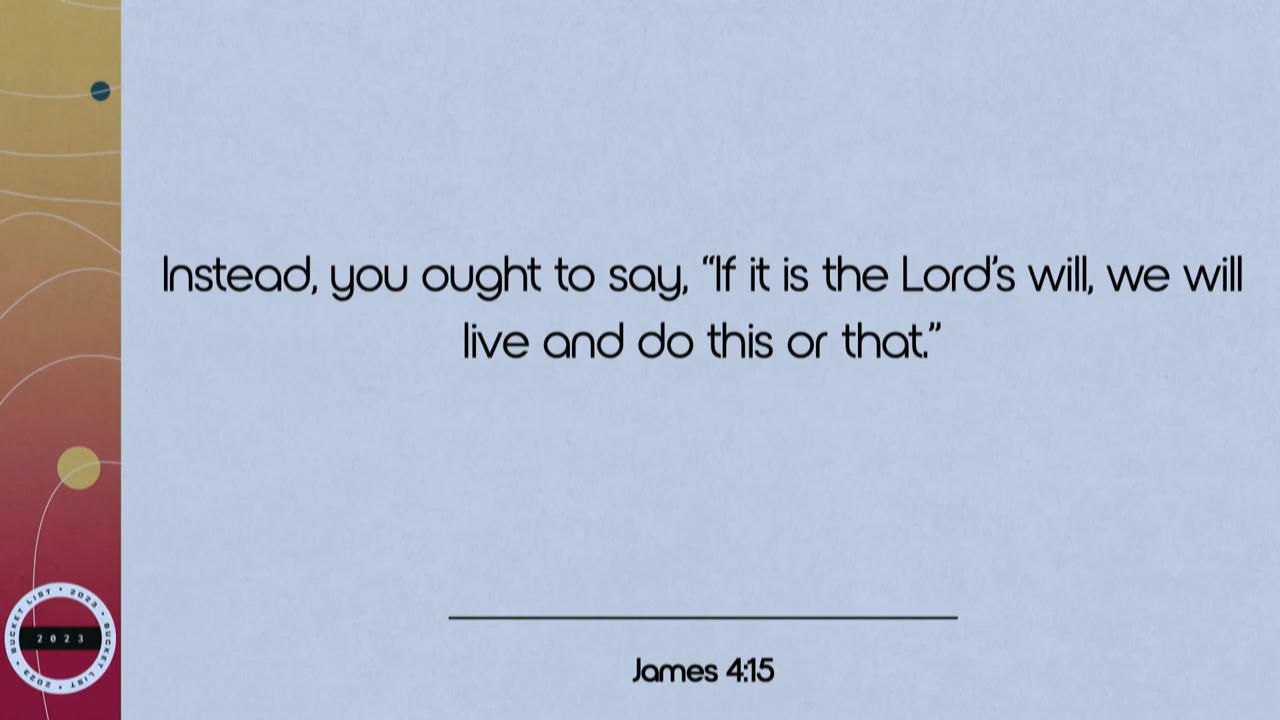 Instead, you ought to say, “If it is the Lord’s will, we will
live and do this or that.”
James 4:15
BUCKET LIST • 2023 • BUCKET LIST • 2023 •
2023